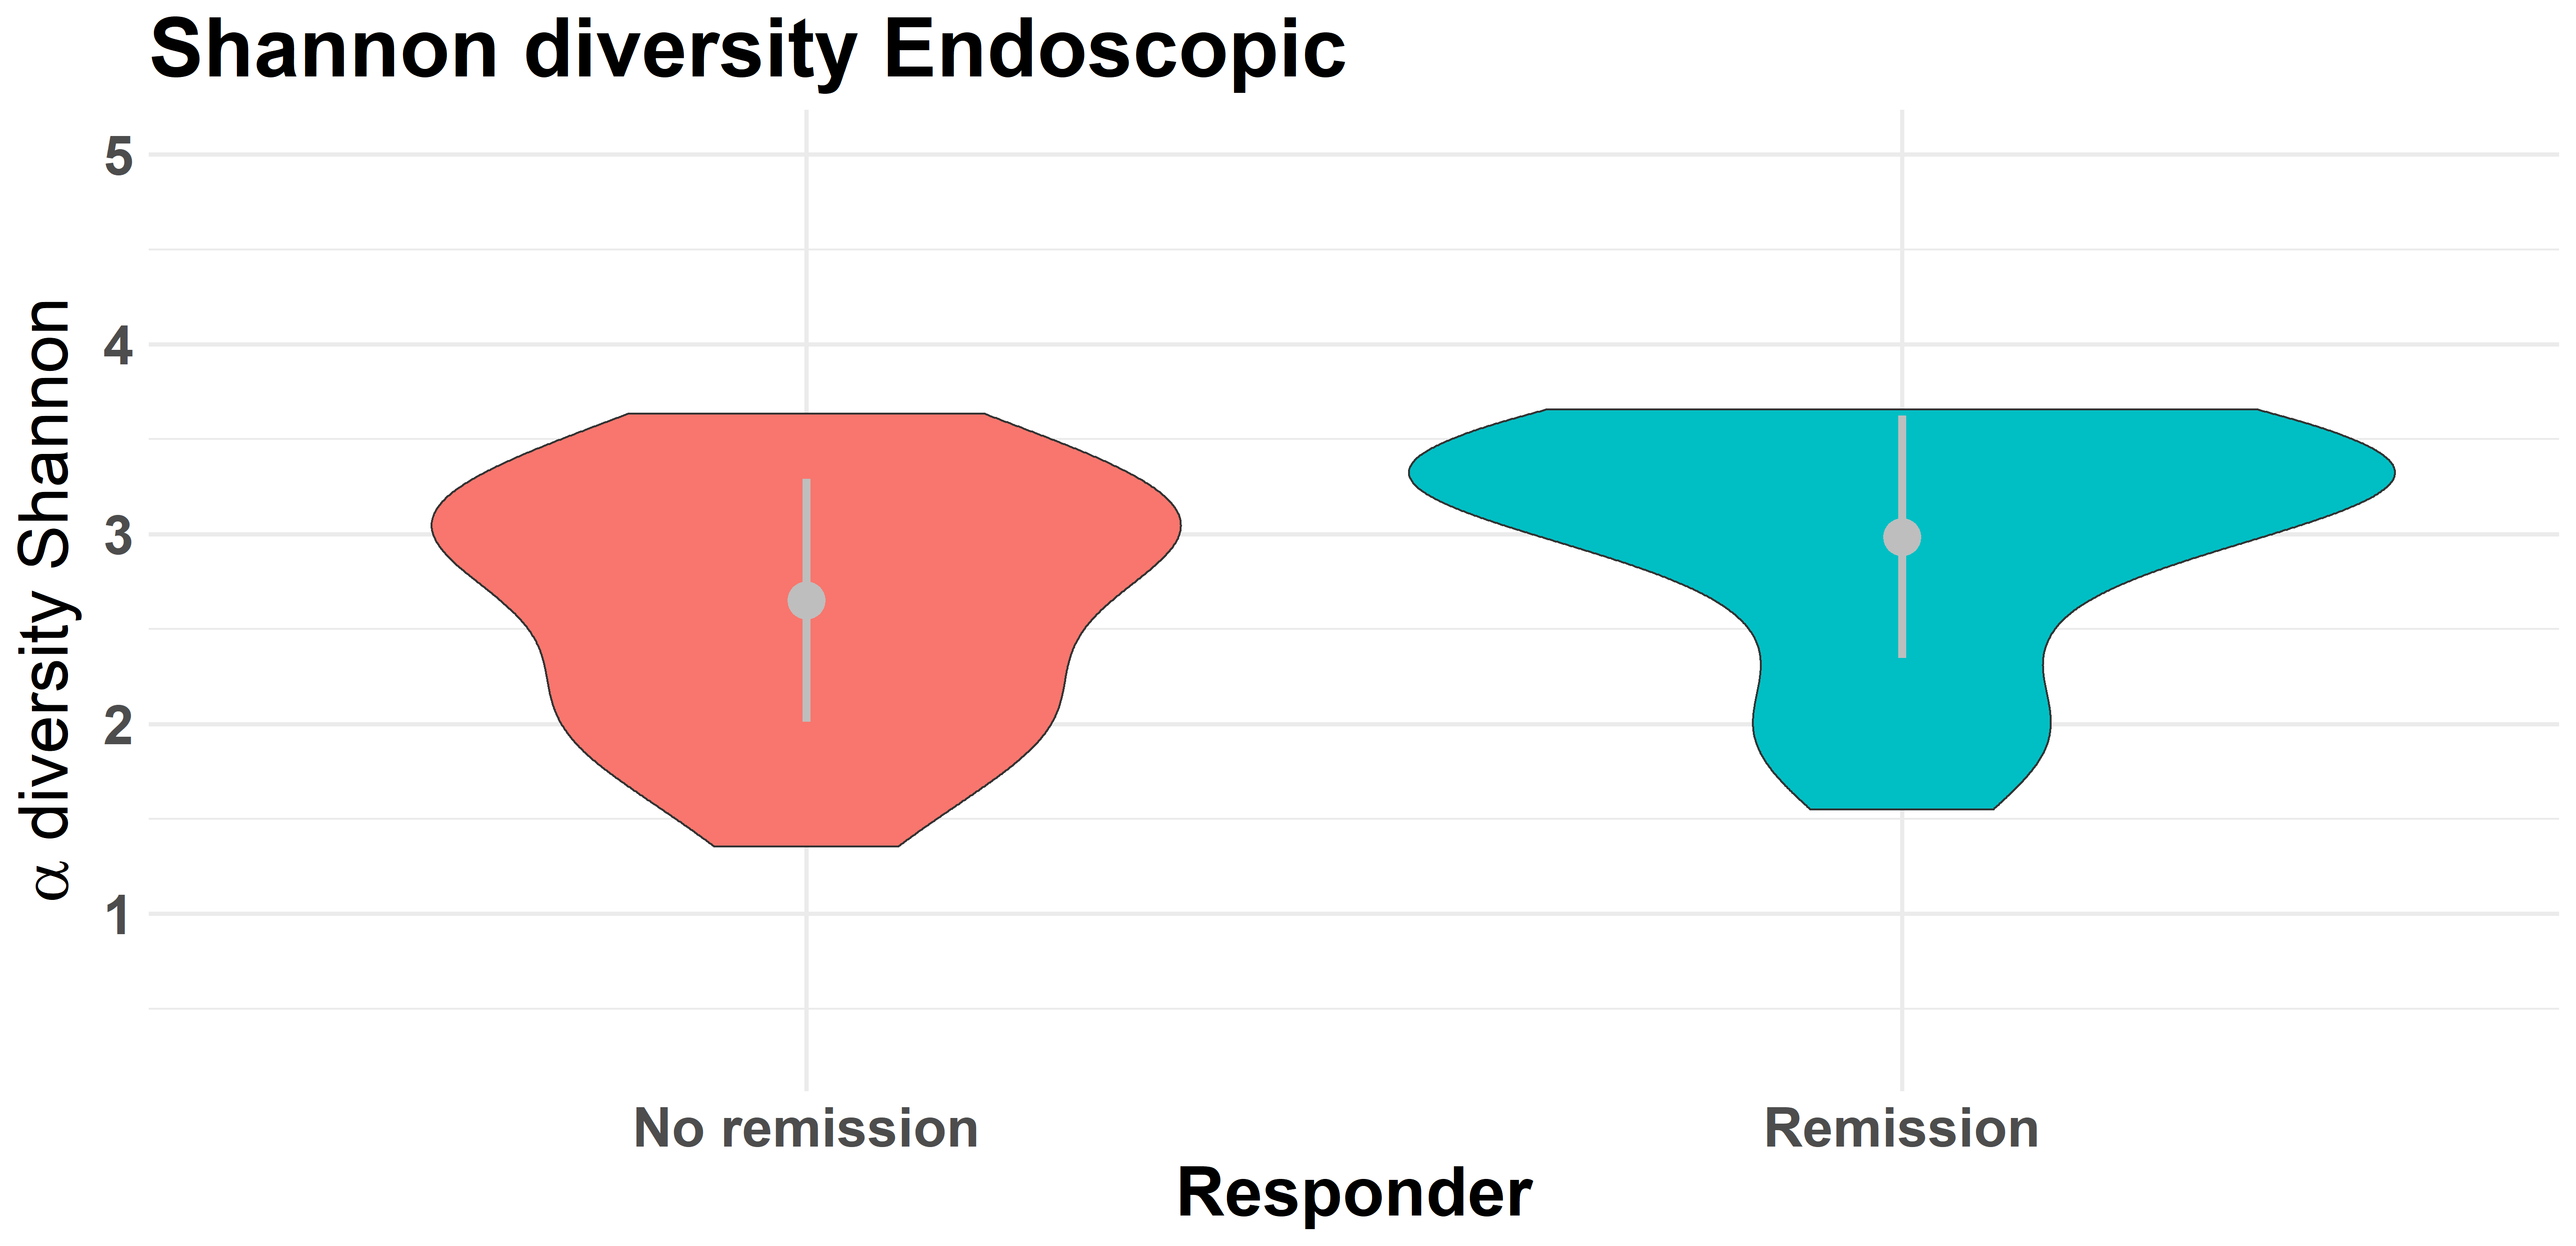 Shannon diversity Endoscopic
α diversity Shannon
5
4
3
2
1
No remission
Remission
Responder